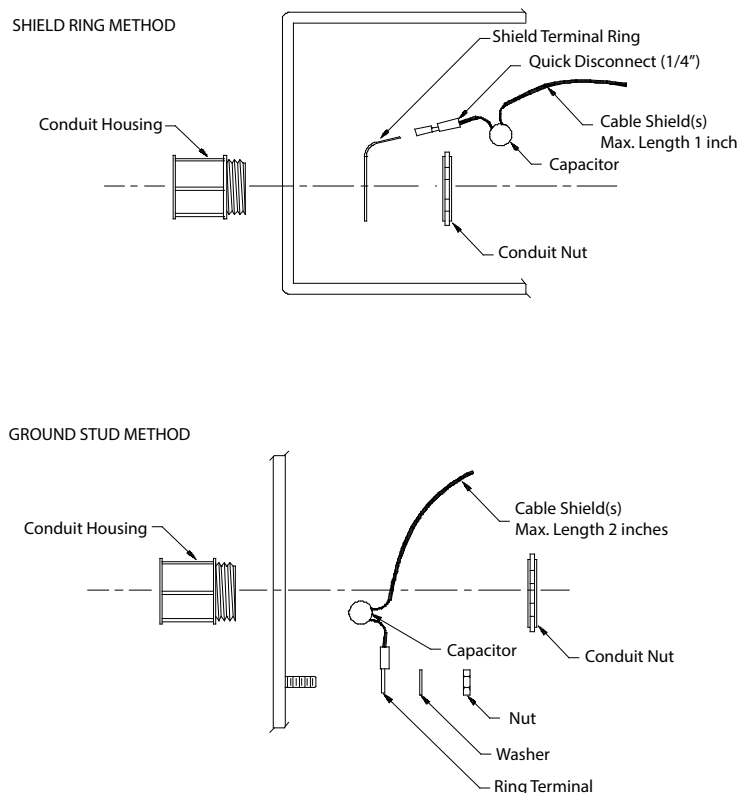 SHIELD RING METHOD
Shield Terminal Ring
Quick Disconnect (1/4”)
Conduit Housing
Cable Shield(s)
Max. Length 1 inch
Capacitor
Conduit Nut
GROUND STUD METHOD
Conduit Housing
Cable Shield(s)
Max. Length 2 inches
Capacitor
Conduit Nut
Nut
Washer
Ring Terminal